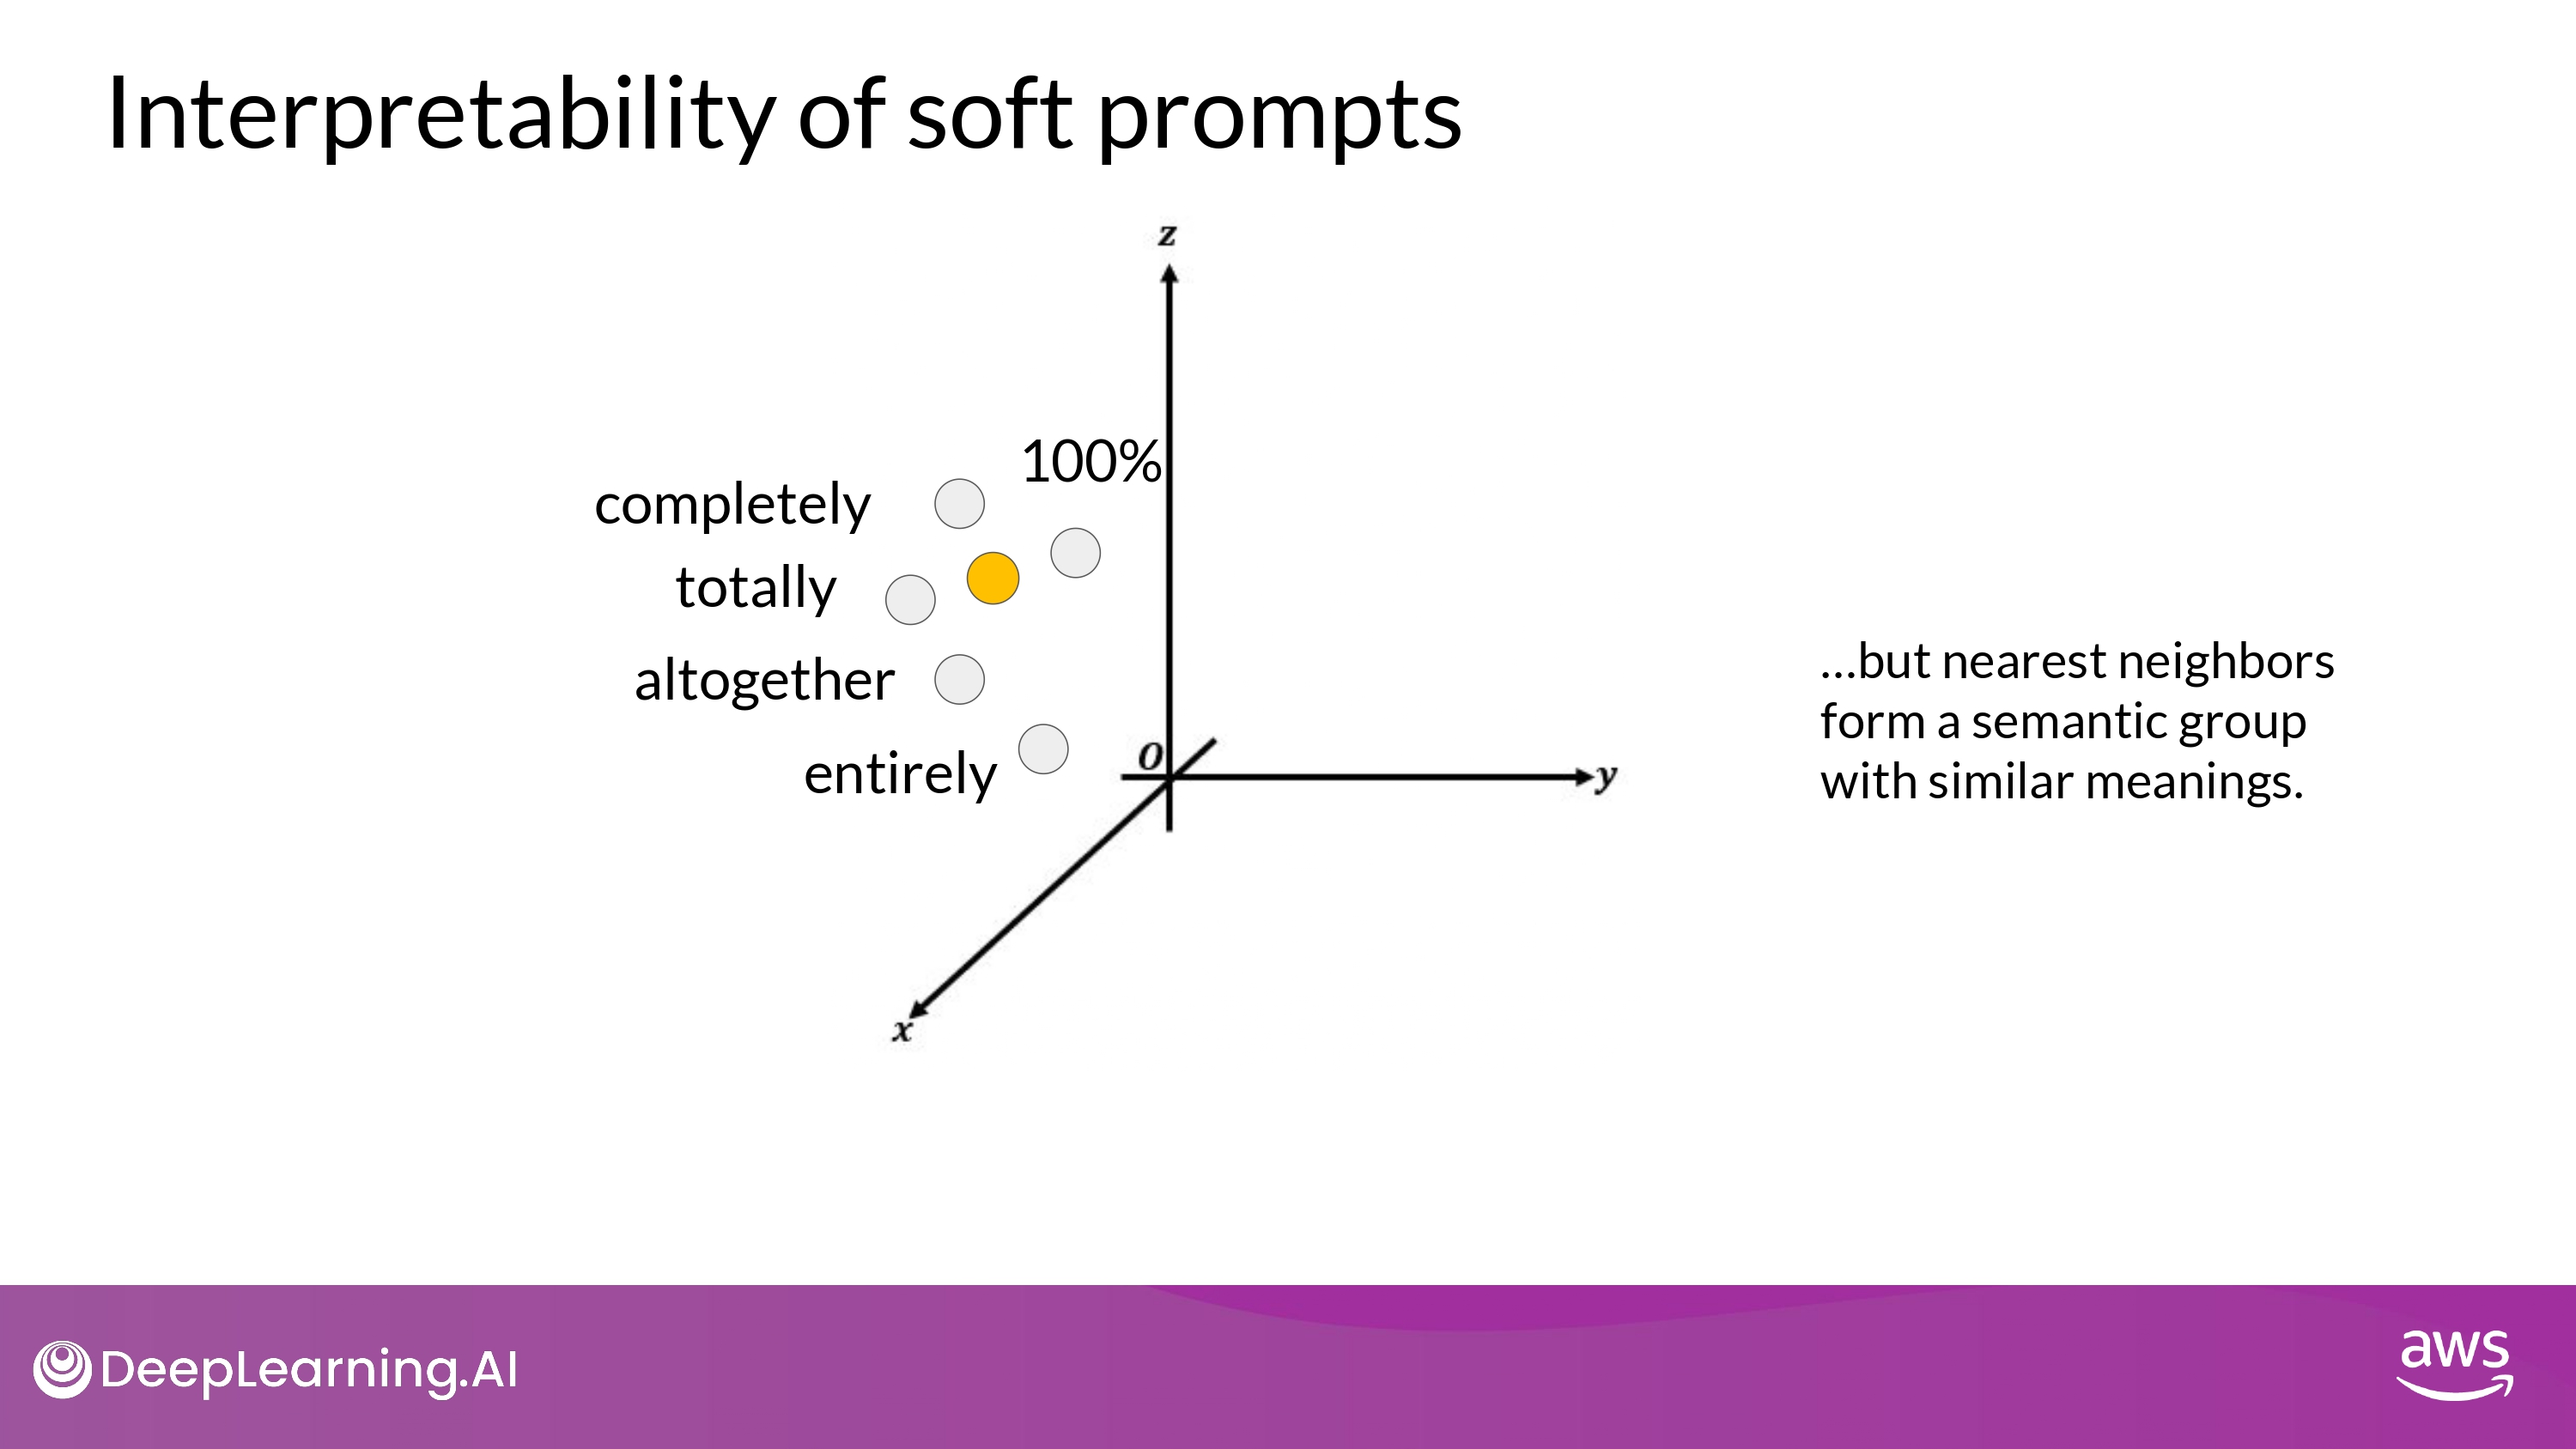 Interpretability of soft prompts
z
100%
completely
totally
altogether
entirely
O
y
x
...but nearest neighbors
form a semantic group
with similar meanings.
DeepLearning.AI
aws